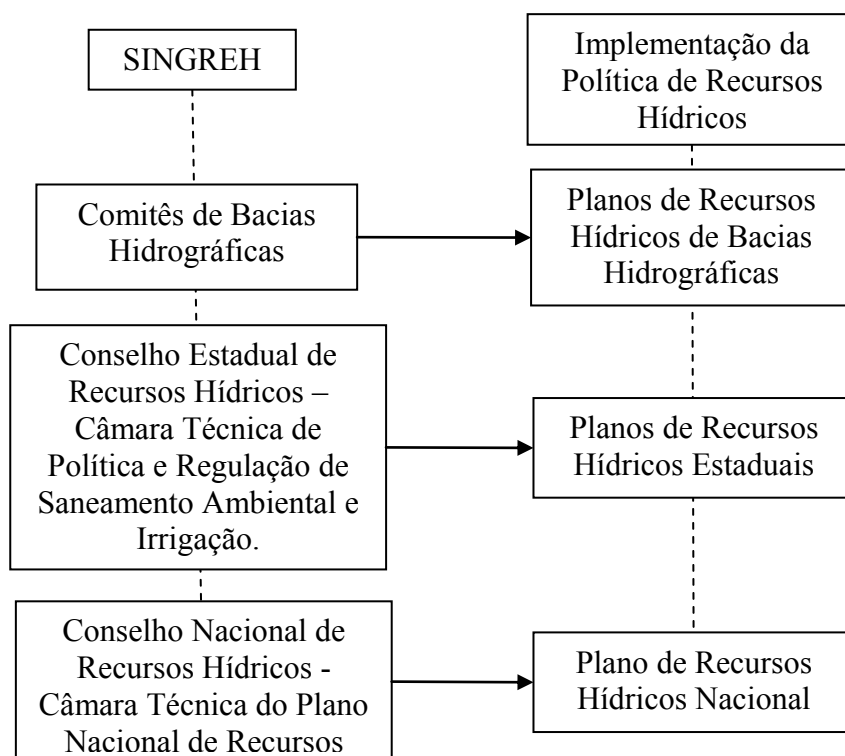 SINGREH
Implementação da
Política de Recursos
Hídricos
Comitês de Bacias
Hidrográficas
Planos de Recursos
Hídricos de Bacias
Hidrográficas
Conselho Estadual de
Recursos Hídricos –
Câmara Técnica de
Política e Regulação de
Saneamento Ambiental e
Irrigação.
Planos de Recursos
Hídricos Estaduais
Conselho Nacional de
Recursos Hídricos -
Câmara Técnica do Plano
Nacional de Recursos
Plano de Recursos
Hídricos Nacional